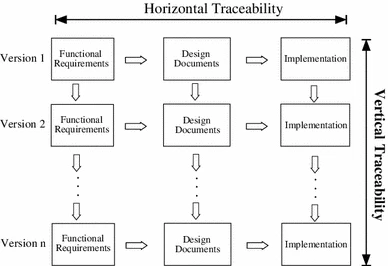 Horizontal Traceability
Version 1
Functional
Requirements
Design
Documents
Implementation
Version 2
Functional
Requirements
Design
Documents
Implementation
Version n
Functional
Requirements
Design
Documents
Implementation
Vertical Traceability